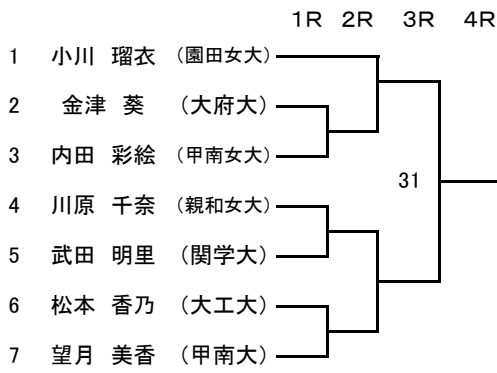 1R 2R 3R 4R
1 小川 瑠衣 (園田女大)
2 金津 葵 (大府大)
3 内田 彩絵 (甲南女大)
31
4 川原 千奈 (親和女大)
5 武田 明里 (関学大)
6 松本 香乃 (大工大)
7 望月 美香 (甲南大)